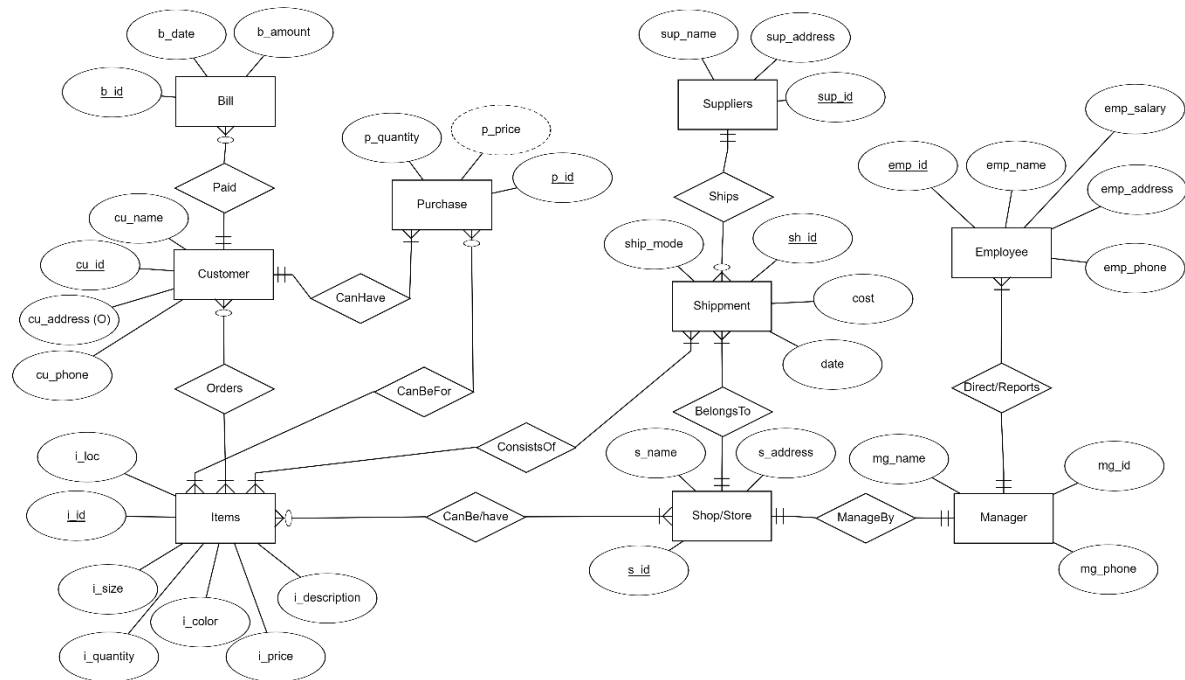 b_date
b_amount
b_id
Bill
Paid
cu_name
cu_id
Customer
cu_address (O)
cu_phone
Orders
CanHave
p_quantity
p_price
p_id
Purchase
CanBeFor
sup_name
sup_address
Suppliers
sup_id
Ships
ship_mode
sh_id
Shippment
cost
date
emp_salary
emp_id
emp_name
emp_address
Employee
emp_phone
Direct/Reports
BelongsTo
ConsistsOf
i_loc
i_id
Items
i_size
i_quantity
i_color
i_price
i_description
CanBe/have
s_name
s_address
Shop/Store
s_id
ManageBy
mg_name
mg_id
Manager
mg_phone